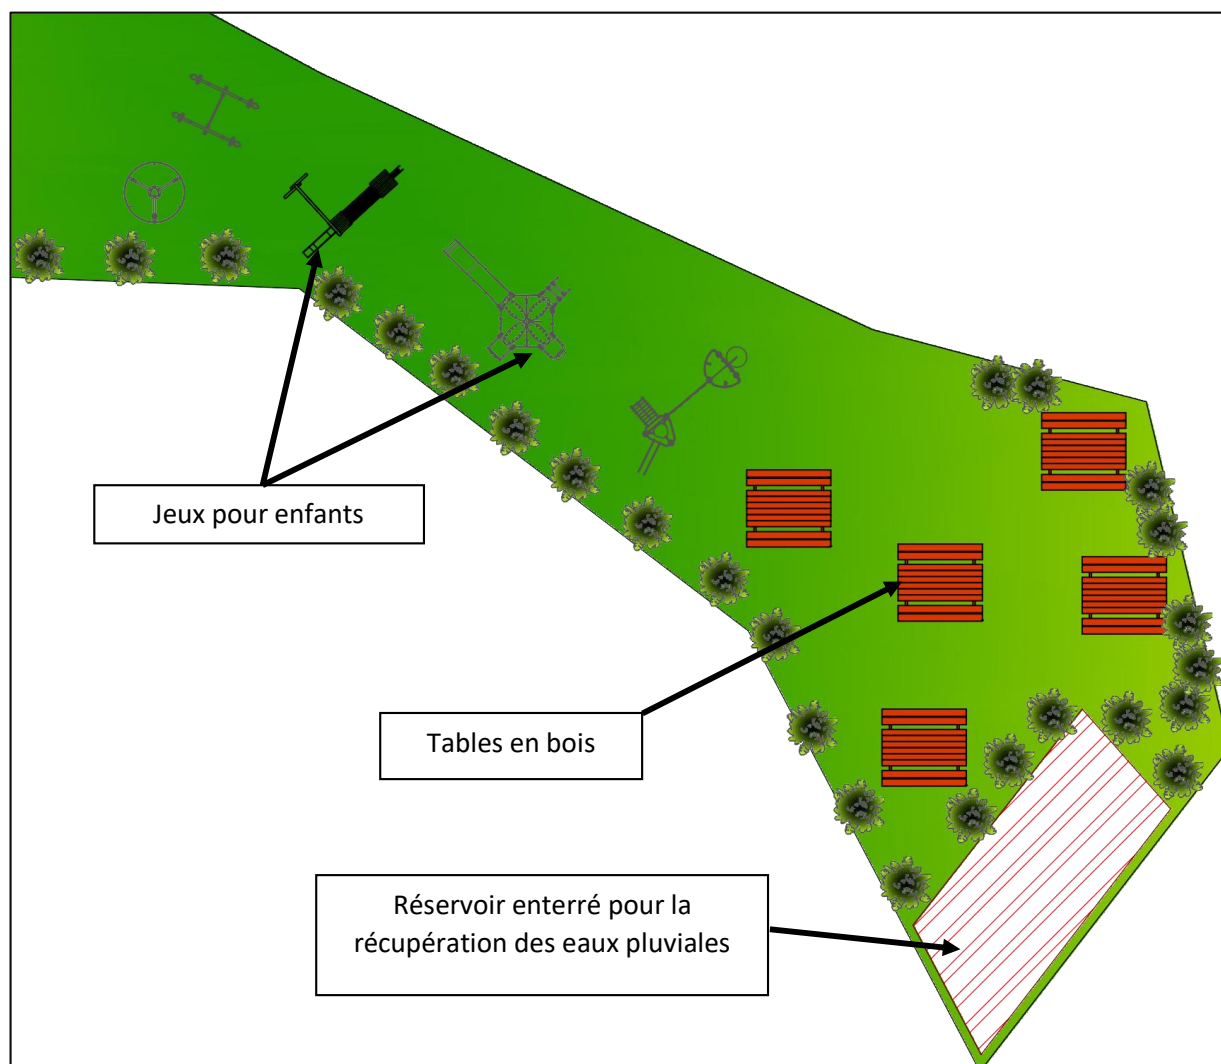 Jeux pour enfants
Tables en bois
Réservoir enterré pour la
récupération des eaux pluviales